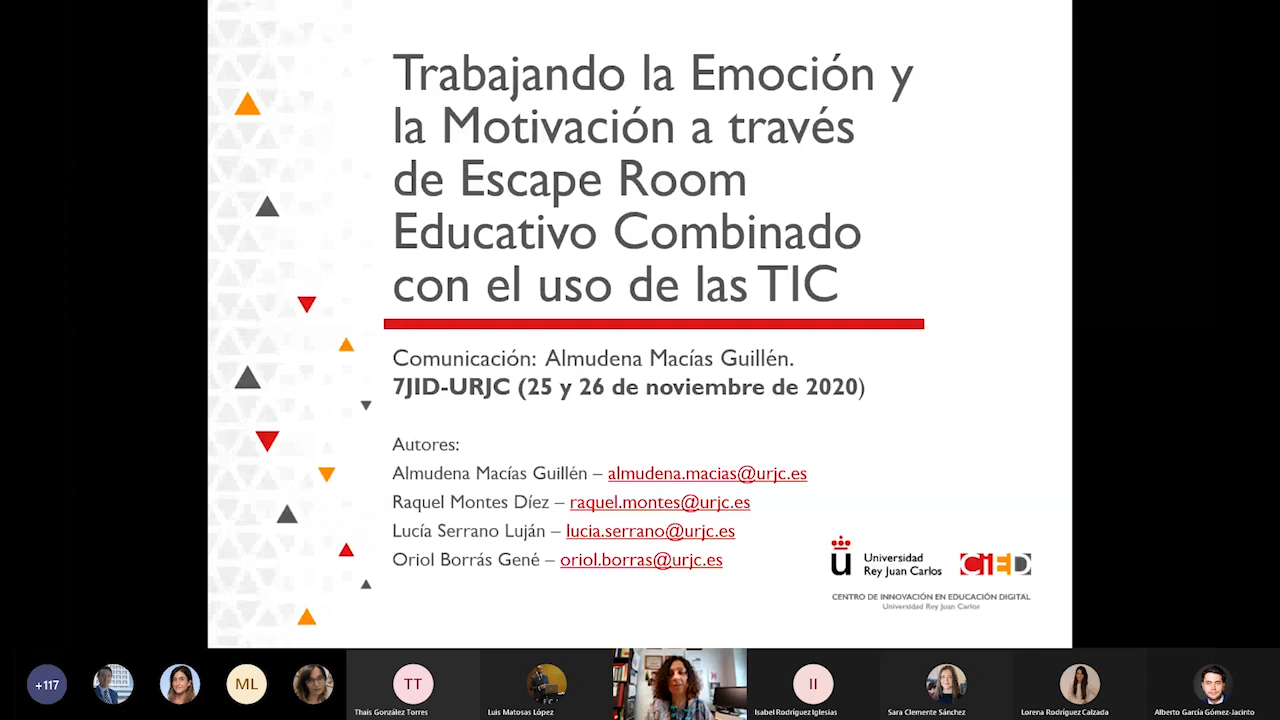 Trabajando la Emoción y
la Motivación a través
de Escape Room
Educativo Combinado
con el uso de las TIC
Comunicación: Almudena Macías Guillén.
7JID-URJC (25 y 26 de noviembre de 2020)
Autores:
Almudena Macías Guillén – almudena.macias@urjc.es
Raquel Montes Díez – raquel.montes@urjc.es
Lucía Serrano Luján – lucia.serrano@urjc.es
Oriol Borrás Gené – oriol.borras@urjc.es
Universidad
Rey Juan Carlos
CiED
CENTRO DE INNOVACIÓN EN EDUCACIÓN DIGITAL
Universidad Rey Juan Carlos
+117
ML
TT
II
Thais González Torres
Luis Matosas López
Isabel Rodríguez Iglesias
Sara Clemente Sánchez
Lorena Rodríguez Calzada
Alberto García Gómez-Jacinto